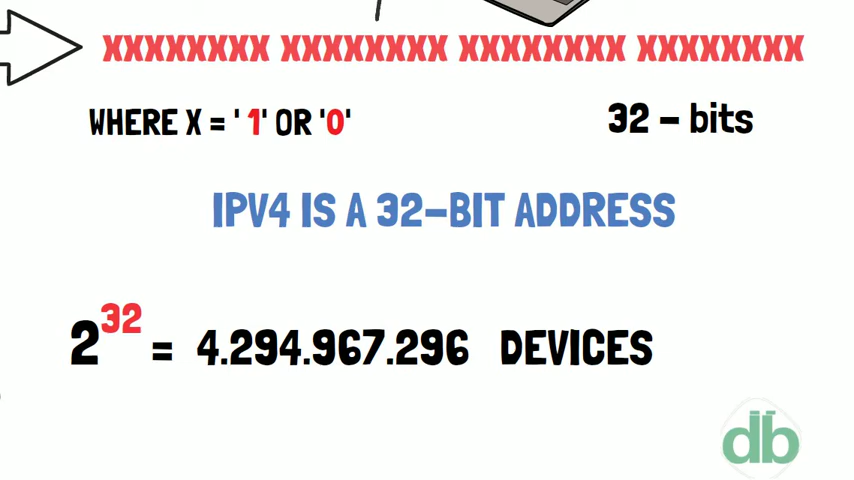 XXXXXXXX XXXXXXXX XXXXXXXX XXXXXXXX
WHERE X = ' 1' OR '0'
32 – bits
IPV4 IS A 32-BIT ADDRESS
2^32 = 4.294.967.296 DEVICES
db